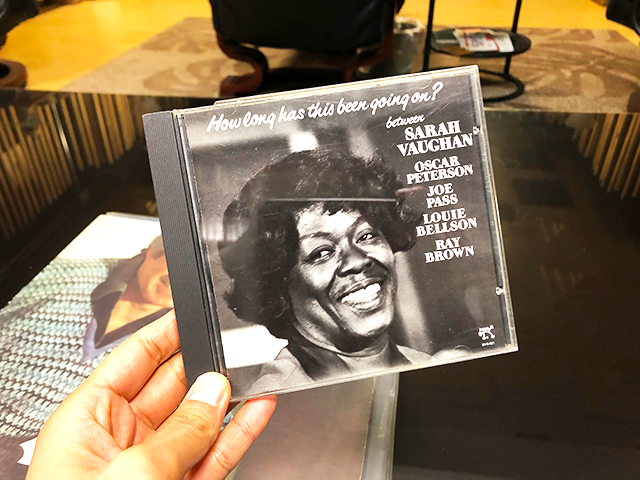 How long has this been going on?
between
SARAH
VAUGHAN
OSCAR
PETERSON
JOE
PASS
LOUIE
BELLSON
RAY
BROWN